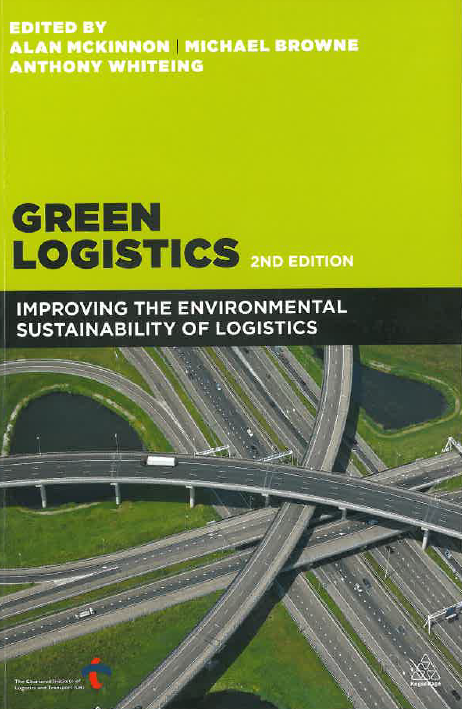 EDITED BY
ALAN MCKINNON | MICHAEL BROWNE
ANTHONY WHITEING
GREEN
LOGISTICS 2ND EDITION
IMPROVING THE ENVIRONMENTAL
SUSTAINABILITY OF LOGISTICS
The Chartered Institute of
Logistics and Transport (UK)
KoganPage